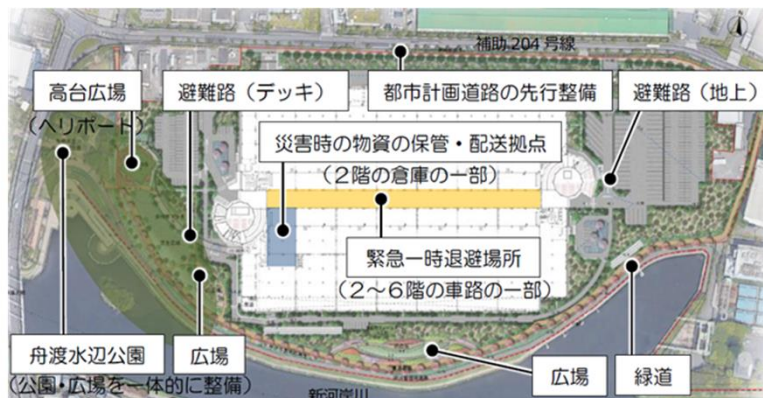 補助204号線
高台広場
（ヘリポート）
避難路（デッキ）
都市計画道路の先行整備
避難路（地上）
災害時の物資の保管・配送拠点
（２階の倉庫の一部）
緊急一時退避場所
（２～６階の車路の一部）
舟渡水辺公園
（公園・広場を一体的に整備）
広場
広場
緑道
新河岸川